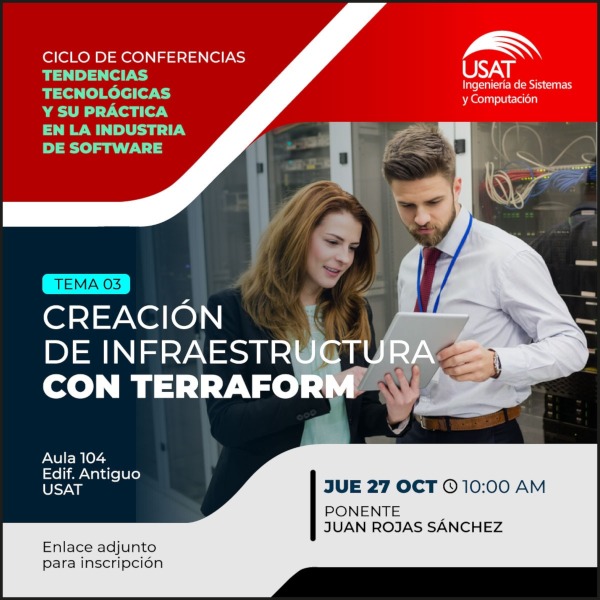 CICLO DE CONFERENCIAS
TENDENCIAS
TECNOLÓGICAS
Y SU PRÁCTICA
EN LA INDUSTRIA
DE SOFTWARE
USAT
Ingeniería de Sistemas
y Computación
TEMA 03
CREACIÓN
DE INFRAESTRUCTURA
CON TERRAFORM
Aula 104
Edif. Antiguo
USAT
JUE 27 OCT 10:00 AM
PONENTE
JUAN ROJAS SÁNCHEZ
Enlace adjunto
para inscripción